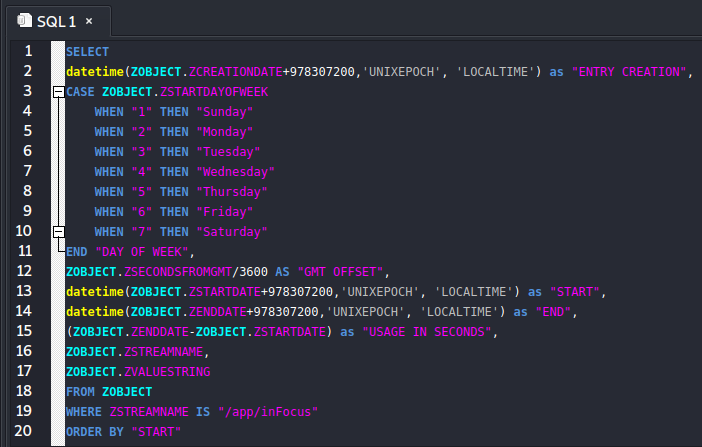 SQL 1 ×
1 SELECT
2 datetime(ZOBJECT.ZCREATIONDATE+978307200,'UNIXEPOCH', 'LOCALTIME') as "ENTRY CREATION",
3 CASE ZOBJECT.ZSTARTDAYOFWEEK
4 WHEN "1" THEN "Sunday"
5 WHEN "2" THEN "Monday"
6 WHEN "3" THEN "Tuesday"
7 WHEN "4" THEN "Wednesday"
8 WHEN "5" THEN "Thursday"
9 WHEN "6" THEN "Friday"
10 WHEN "7" THEN "Saturday"
11 END "DAY OF WEEK",
12 ZOBJECT.ZSECONDSFROMGMT/3600 AS "GMT OFFSET",
13 datetime(ZOBJECT.ZSTARTDATE+978307200,'UNIXEPOCH', 'LOCALTIME') as "START",
14 datetime(ZOBJECT.ZENDDATE+978307200,'UNIXEPOCH', 'LOCALTIME') as "END",
15 (ZOBJECT.ZENDDATE-ZOBJECT.ZSTARTDATE) as "USAGE IN SECONDS",
16 ZOBJECT.ZSTREAMNAME,
17 ZOBJECT.ZVALUESTRING
18 FROM ZOBJECT
19 WHERE ZSTREAMNAME IS "/app/inFocus"
20 ORDER BY "START"